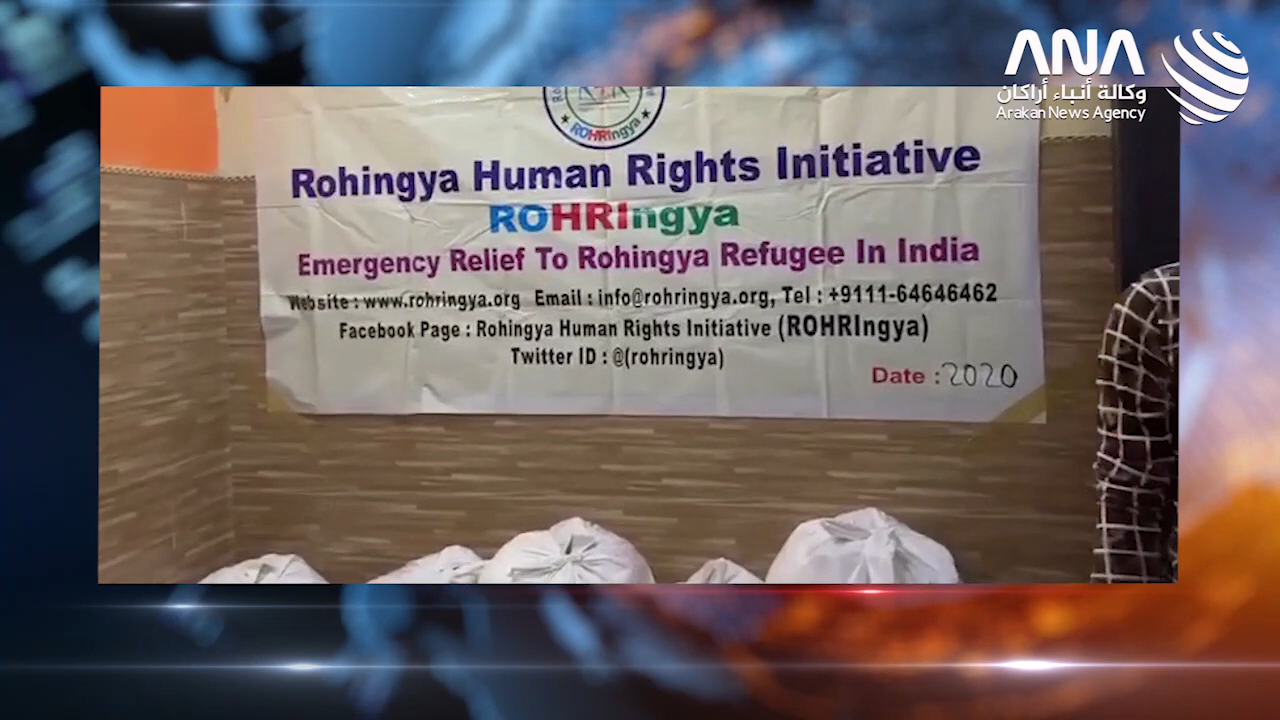 ANA
وكالة أنباء أراكان
Arakan News Agency
ROHRIngya
Rohingya Human Rights Initiative
ROHRIngya
Emergency Relief To Rohingya Refugee In India
Website : www.rohringya.org Email : info@rohringya.org, Tel : +9111-64646462
Facebook Page : Rohingya Human Rights Initiative (ROHRIngya)
Twitter ID : @(rohringya)
Date : 2020